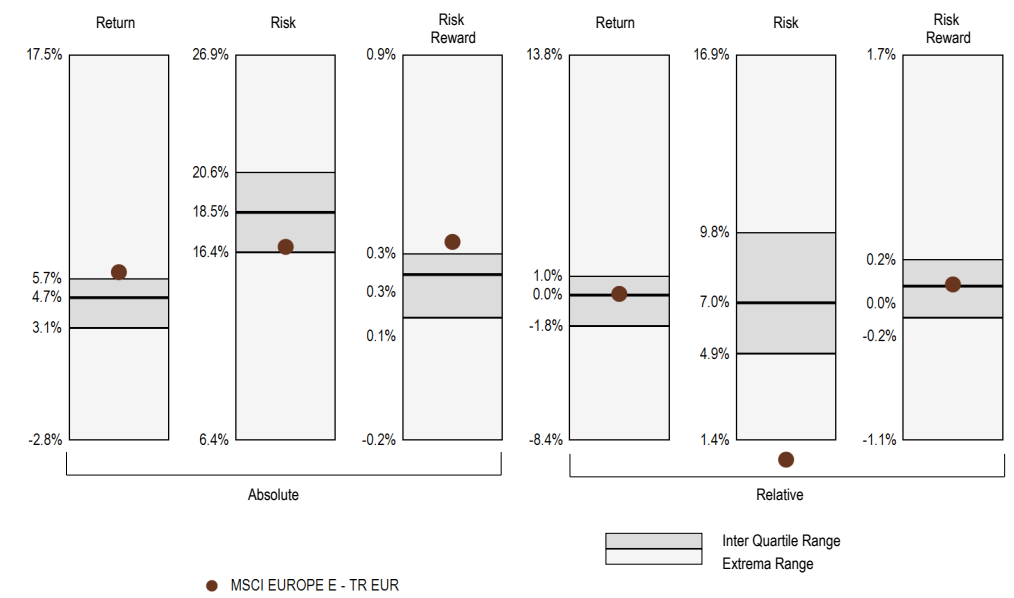 Return
Risk
Risk
Reward
Return
Risk
Risk
Reward
17.5%
5.7%
4.7%
3.1%
-2.8%
26.9%
20.6%
18.5%
16.4%
6.4%
0.9%
0.3%
0.3%
0.1%
-0.2%
13.8%
1.0%
0.0%
-1.8%
-8.4%
16.9%
9.8%
7.0%
4.9%
1.4%
1.7%
0.2%
0.0%
-0.2%
-1.1%
Absolute
Relative
Inter Quartile Range
Extrema Range
MSCI EUROPE E - TR EUR